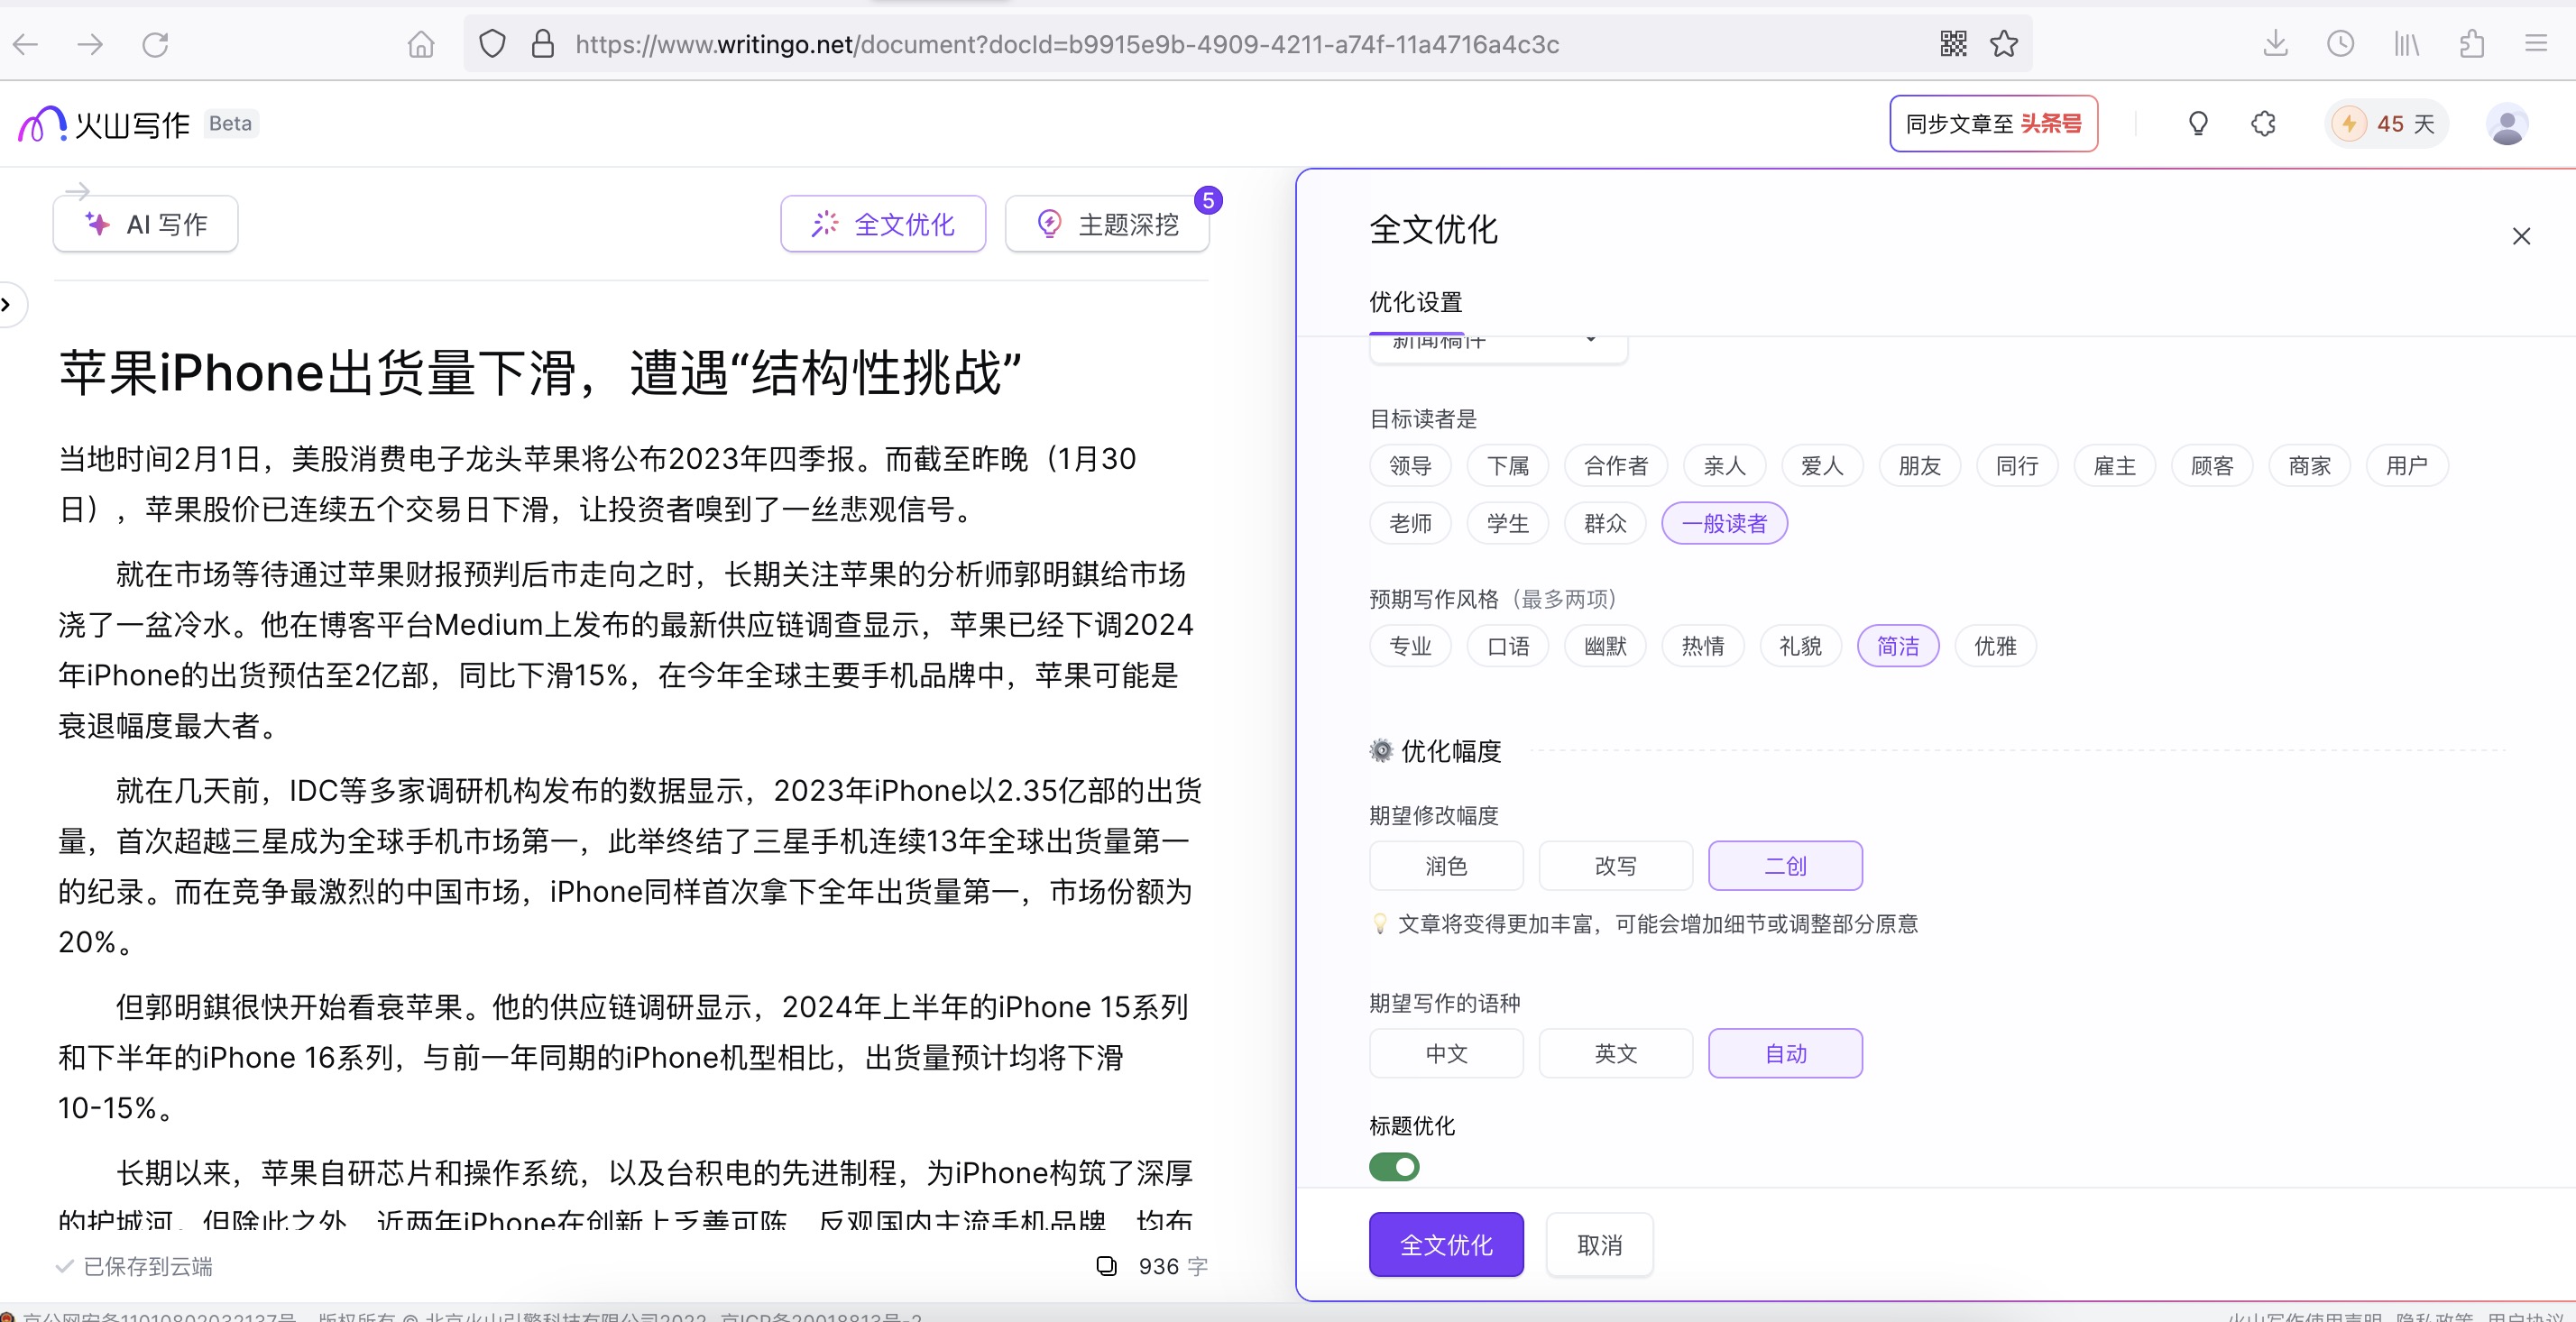 https://www.writingo.net/document?docId=b9915e9b-4909-4211-a74f-11a4716a4c3c
火山写作 Beta
同步文章至 头条号
45 天
AI 写作
全文优化
主题深挖
5
苹果iPhone出货量下滑，遭遇“结构性挑战”
当地时间2月1日，美股消费电子龙头苹果将公布2023年四季报。而截至昨晚（1月30
日），苹果股价已连续五个交易日下滑，让投资者嗅到了一丝悲观信号。
就在市场等待通过苹果财报预判后市走向之时，长期关注苹果的分析师郭明錤给市场
浇了一盆冷水。他在博客平台Medium上发布的最新供应链调查显示，苹果已经下调2024
年iPhone的出货预估至2亿部，同比下滑15%，在今年全球主要手机品牌中，苹果可能是
衰退幅度最大者。
就在几天前，IDC等多家调研机构发布的数据显示，2023年iPhone以2.35亿部的出货
量，首次超越三星成为全球手机市场第一，此举终结了三星手机连续13年全球出货量第一
的纪录。而在竞争最激烈的中国市场，iPhone同样首次拿下全年出货量第一，市场份额为
20%。
但郭明錤很快开始看衰苹果。他的供应链调研显示，2024年上半年的iPhone 15系列
和下半年的iPhone 16系列，与前一年同期的iPhone机型相比，出货量预计均将下滑
10-15%。
长期以来，苹果自研芯片和操作系统，以及台积电的先进制程，为iPhone构筑了深厚
的护城河。但除此之外，近两年iPhone在创新上乏善可陈，反观国内主流手机品牌，均布
已保存到云端
936 字
全文优化
优化设置
新闻稿件
目标读者是
领导 下属 合作者 亲人 爱人 朋友 同行 雇主 顾客 商家 用户
老师 学生 群众 一般读者
预期写作风格（最多两项）
专业 口语 幽默 热情 礼貌 简洁 优雅
优化幅度
期望修改幅度
润色 改写 二创
文章将变得更加丰富，可能会增加细节或调整部分原意
期望写作的语种
中文 英文 自动
标题优化
全文优化 取消
京公网安备11010802032137号 版权所有 © 北京火山引擎科技有限公司2022 京ICP备20018813号-2
火山写作使用声明 隐私政策 用户协议